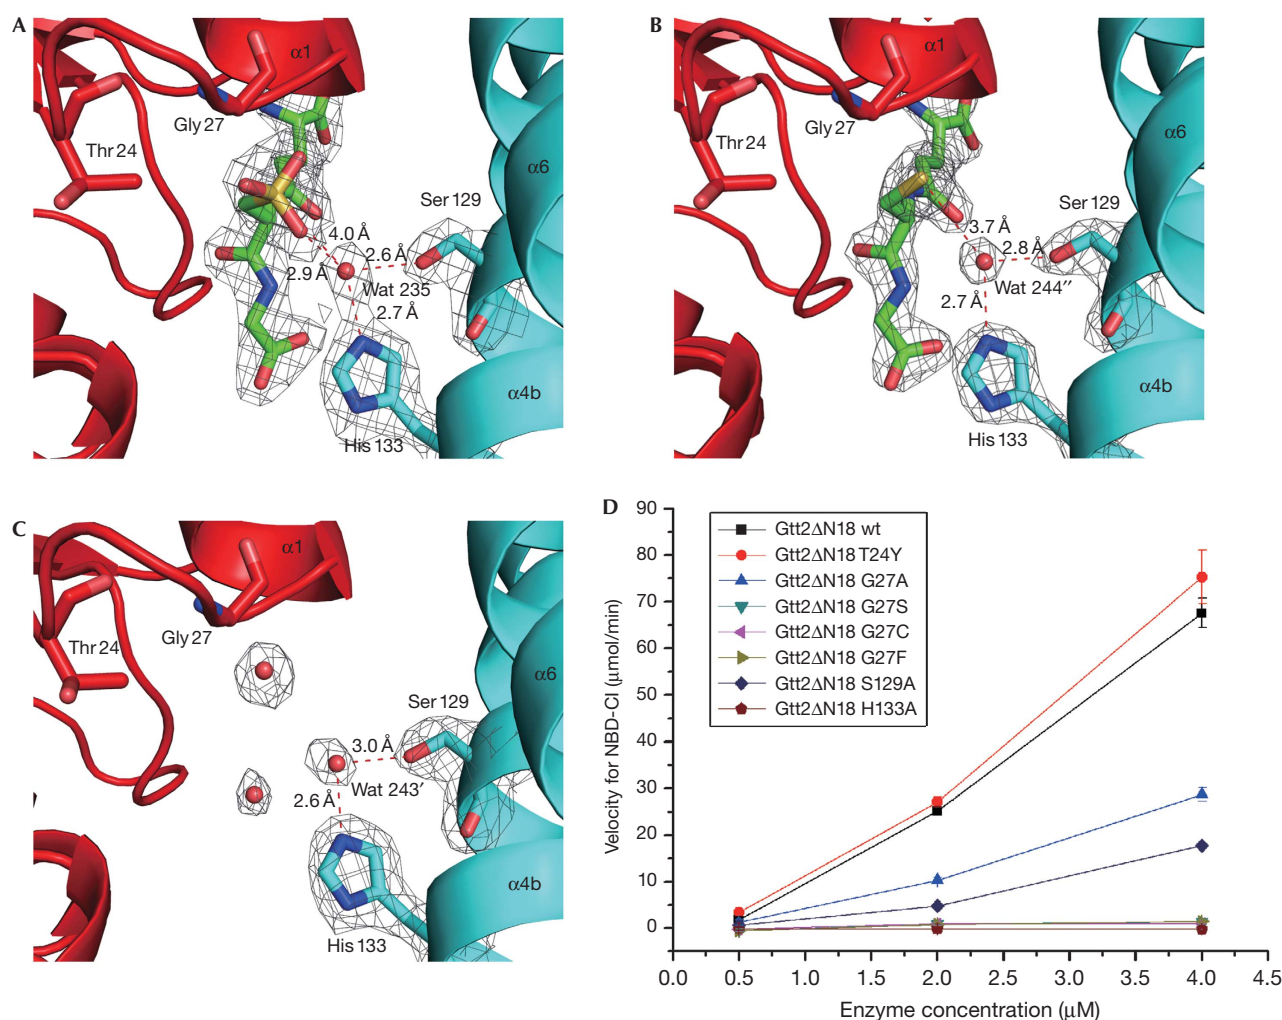 A
α1
Gly 27
Thr 24
α6
Ser 129
4.0 Å
2.6 Å
2.9 Å
Wat 235
2.7 Å
α4b
His 133
B
α1
Gly 27
Thr 24
α6
Ser 129
3.7 Å
2.8 Å
Wat 244″
2.7 Å
α4b
His 133
C
α1
Gly 27
Thr 24
α6
Ser 129
3.0 Å
Wat 243′
2.6 Å
α4b
His 133
D
90
80
70
60
50
40
30
20
10
0
Velocity for NBD-Cl (μmol/min)
Gtt2ΔN18 wt
Gtt2ΔN18 T24Y
Gtt2ΔN18 G27A
Gtt2ΔN18 G27S
Gtt2ΔN18 G27C
Gtt2ΔN18 G27F
Gtt2ΔN18 S129A
Gtt2ΔN18 H133A
0.0 0.5 1.0 1.5 2.0 2.5 3.0 3.5 4.0 4.5
Enzyme concentration (μM)